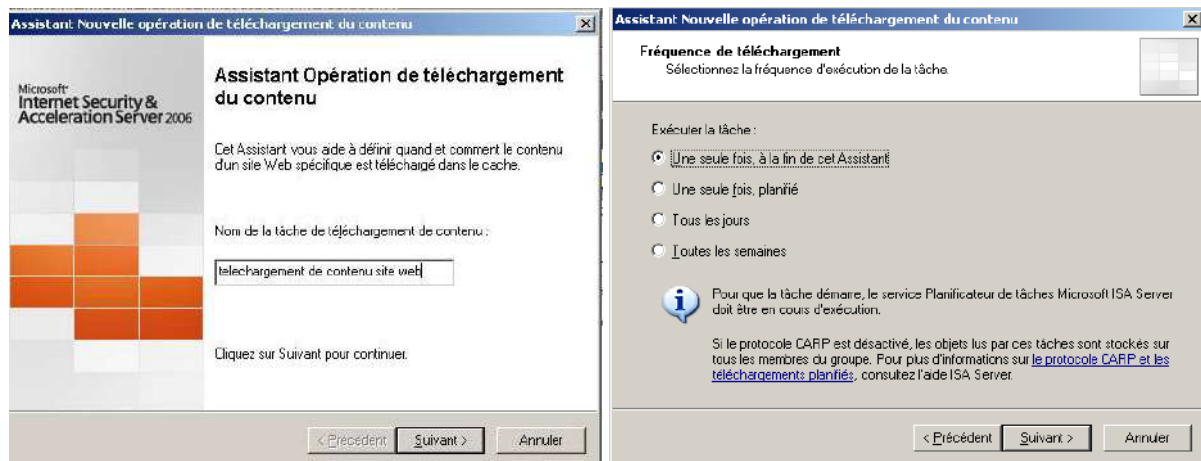 Assistant Nouvelle opération de téléchargement du contenu
Microsoft
Internet Security &
Acceleration Server 2006
Assistant Opération de téléchargement
du contenu
Cet Assistant vous aide à définir quand et comment le contenu
d'un site Web spécifique est téléchargé dans le cache.
Nom de la tâche de téléchargement de contenu :
telechargement de contenu site web
Cliquez sur Suivant pour continuer.
< Précédent
Suivant >
Annuler
Assistant Nouvelle opération de téléchargement du contenu
Fréquence de téléchargement
Sélectionnez la fréquence d'exécution de la tâche.
Exécuter la tâche :
Une seule fois, à la fin de cet Assistant
Une seule fois, planifié
Tous les jours
Toutes les semaines
Pour que la tâche démarre, le service Planificateur de tâches Microsoft ISA Server
doit être en cours d'exécution.
Si le protocole CARP est désactivé, les objets lus par ces tâches sont stockés sur
tous les membres du groupe. Pour plus d'informations sur le protocole CARP et les
téléchargements planifiés, consultez l'aide ISA Server.
< Précédent
Suivant >
Annuler